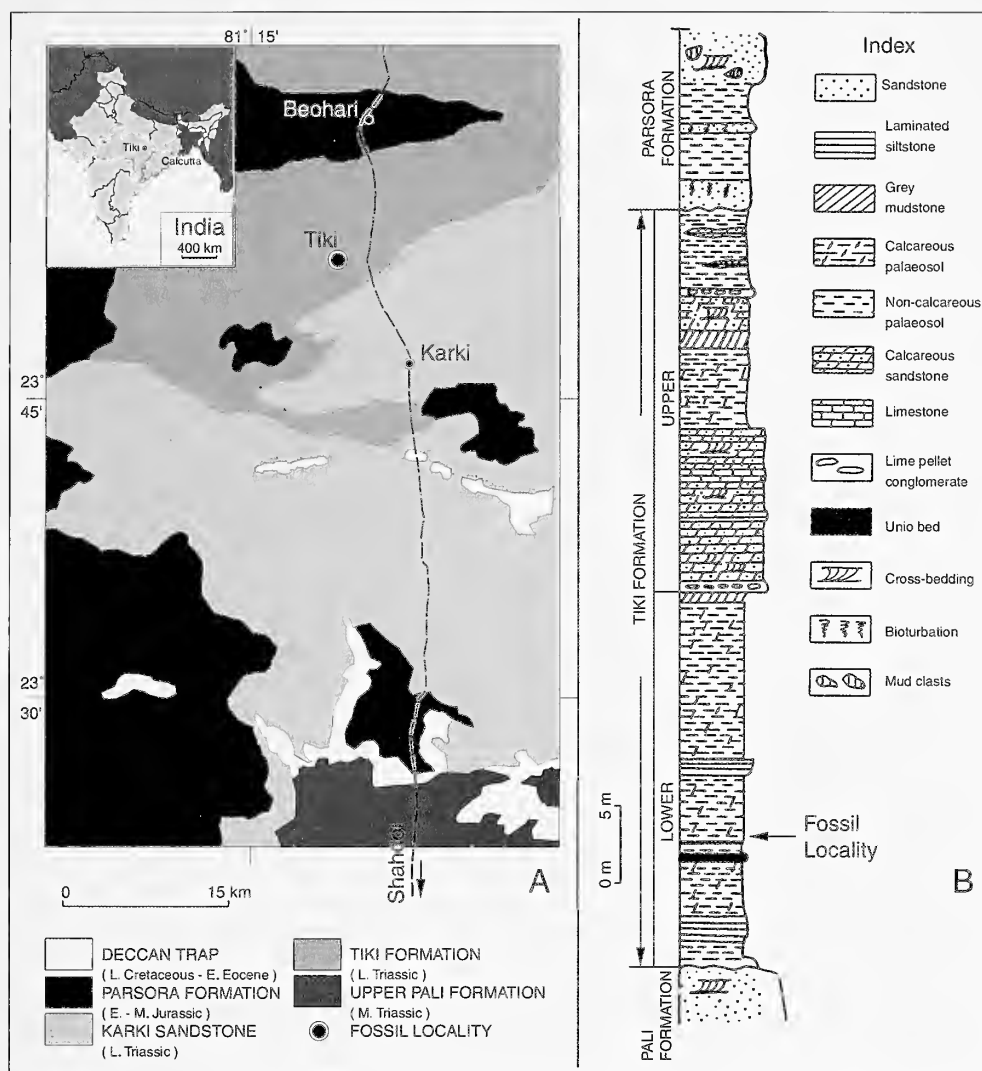 81° 15'
Beohari
Tiki
Calcutta
India
400 km
Tiki
Karki
23°
45'
23°
30'
Shahdol
A
0 15 km
DECCAN TRAP
( L. Cretaceous - E. Eocene )
PARSORA FORMATION
( E. - M. Jurassic )
KARKI SANDSTONE
( L. Triassic )
TIKI FORMATION
( L. Triassic )
UPPER PALI FORMATION
( M. Triassic )
FOSSIL LOCALITY
PARSORA
FORMATION
UPPER
TIKI FORMATION
LOWER
PALI
FORMATION
5 m
0 m
Fossil
Locality
B
Index
Sandstone
Laminated
siltstone
Grey
mudstone
Calcareous
palaeosol
Non-calcareous
palaeosol
Calcareous
sandstone
Limestone
Lime pellet
conglomerate
Unio bed
Cross-bedding
Bioturbation
Mud clasts